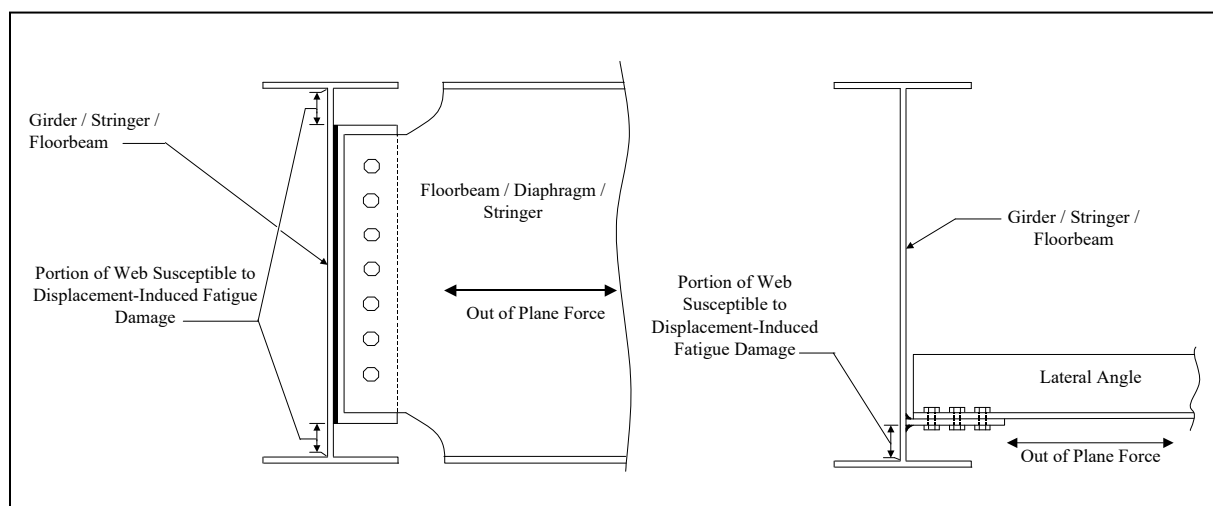 Girder / Stringer /
Floorbeam
Floorbeam / Diaphragm /
Stringer
Portion of Web Susceptible to
Displacement-Induced Fatigue
Damage
Out of Plane Force
Girder / Stringer /
Floorbeam
Portion of Web
Susceptible to
Displacement-Induced
Fatigue Damage
Lateral Angle
Out of Plane Force